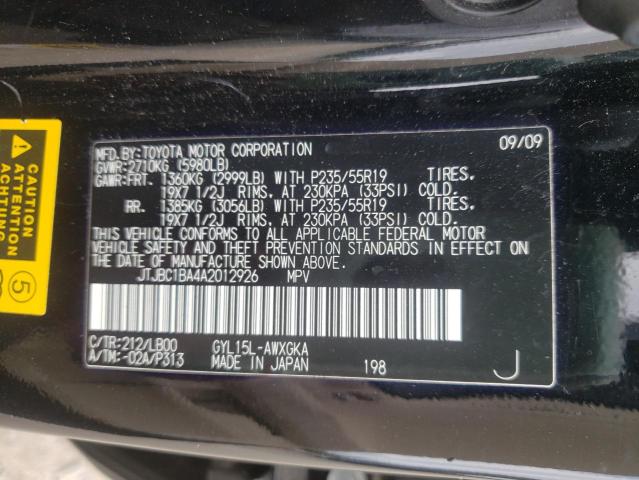 CAUTION
ATTENTION
ACHTUNG
5
MFD.BY:TOYOTA MOTOR CORPORATION 09/09
GVWR:2710KG (5980LB)
GAWR:FRT. 1360KG (2999LB) WITH P235/55R19 TIRES.
19X7 1/2J RIMS, AT 230KPA (33PSI) COLD.
RR. 1385KG (3056LB) WITH P235/55R19 TIRES.
19X7 1/2J RIMS, AT 230KPA (33PSI) COLD.
THIS VEHICLE CONFORMS TO ALL APPLICABLE FEDERAL MOTOR
VEHICLE SAFETY AND THEFT PREVENTION STANDARDS IN EFFECT ON
THE DATE OF MANUFACTURE SHOWN ABOVE.
JTJBC1BA4A2012926 MPV
C/TR:212/LB00 GYL15L-AWXGKA
A/TM:-02A/P313 MADE IN JAPAN 198 J